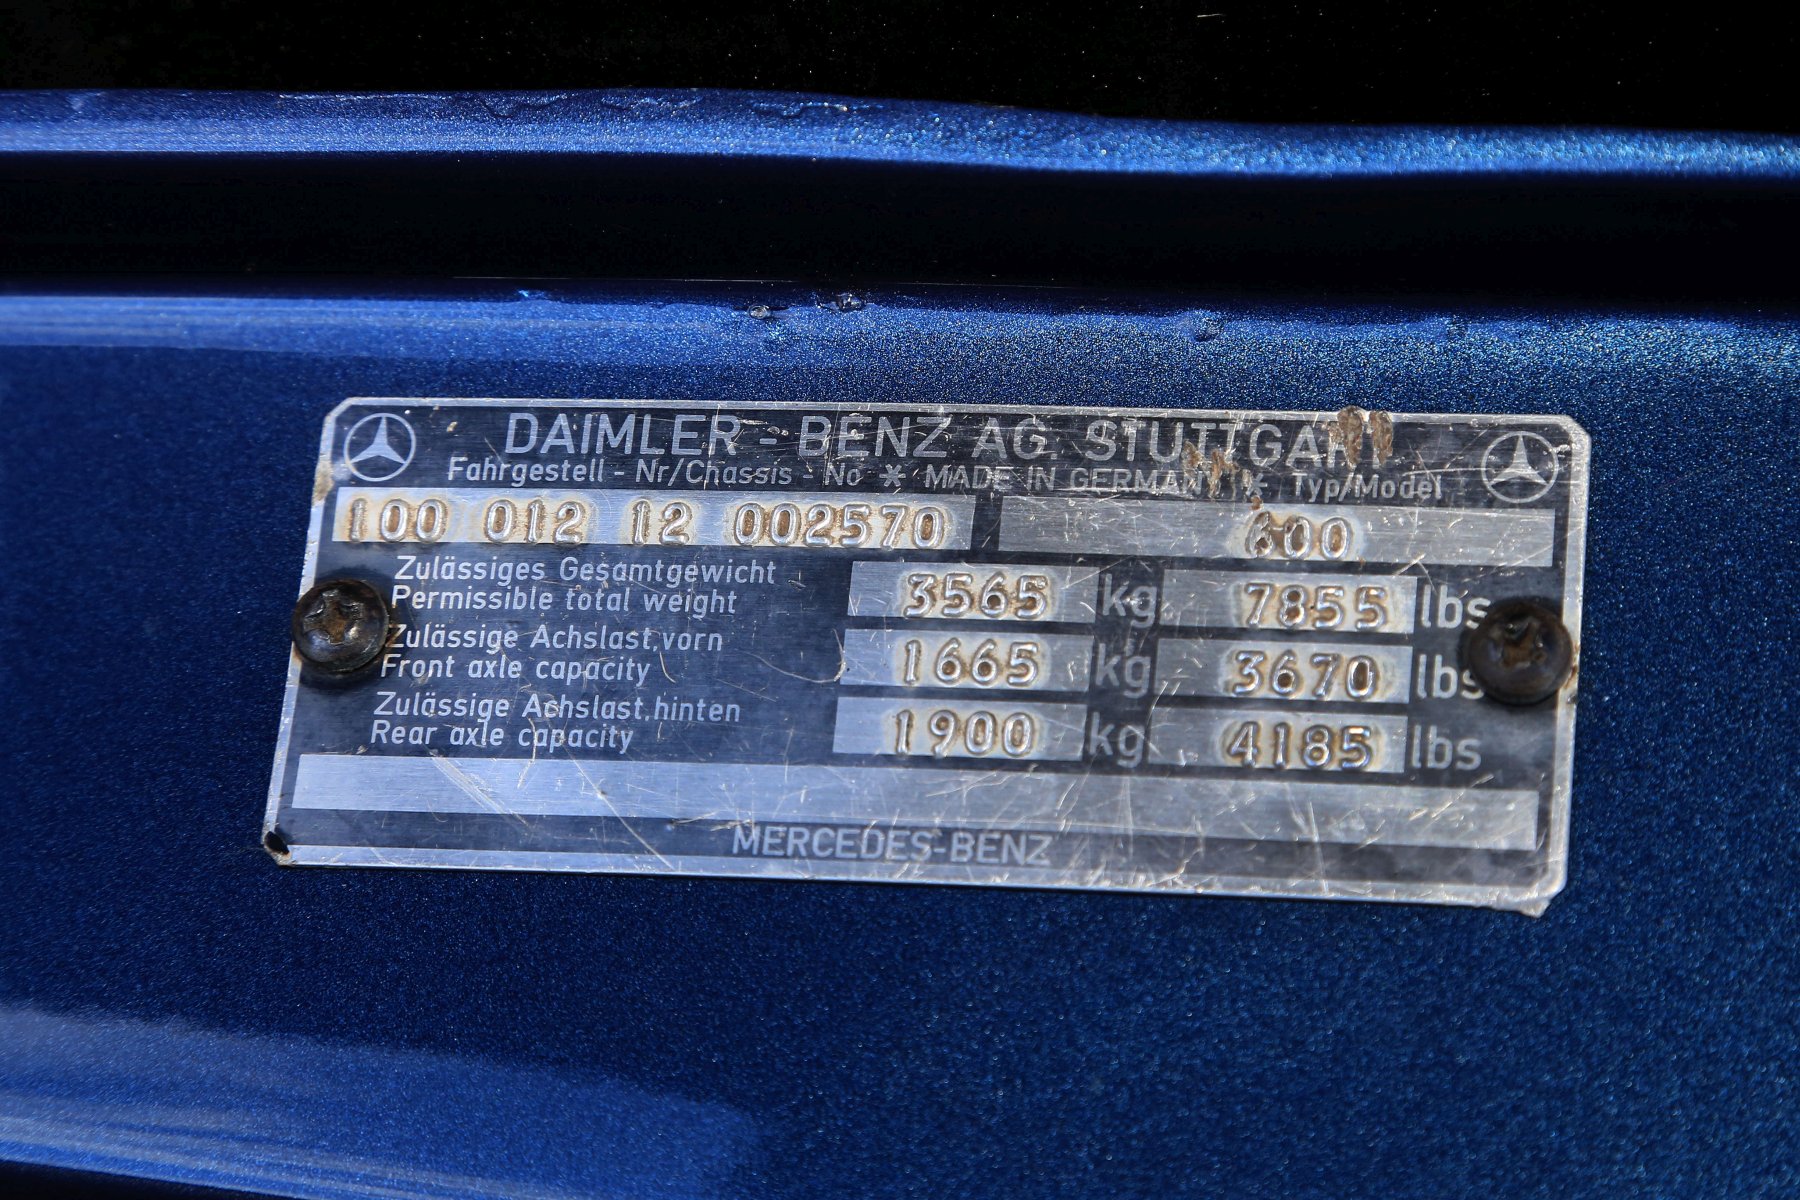 DAIMLER - BENZ AG. STUTTGART
Fahrgestell - Nr/Chassis - No * MADE IN GERMANY * Typ/Model
100 012 12 002570 600
Zulässiges Gesamtgewicht
Permissible total weight 3565 kg 7855 lbs
Zulässige Achslast,vorn
Front axle capacity 1665 kg 3670 lbs
Zulässige Achslast,hinten
Rear axle capacity 1900 kg 4185 lbs
MERCEDES-BENZ